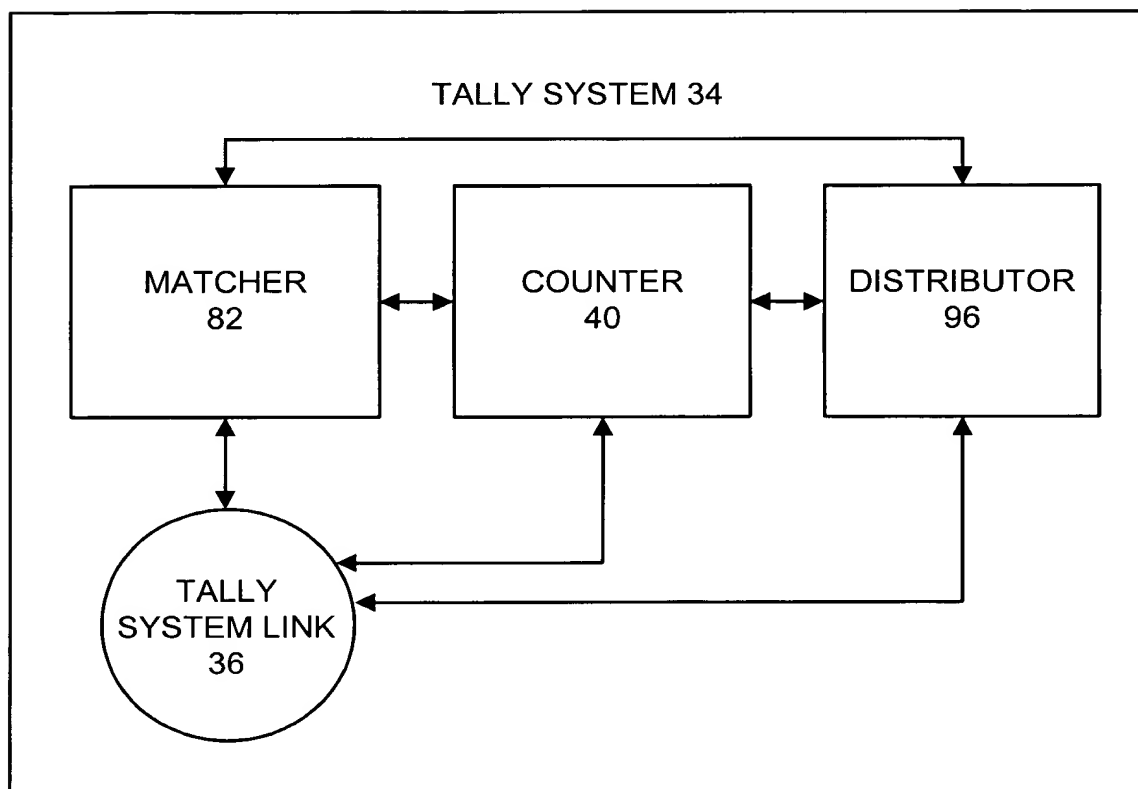 TALLY SYSTEM 34
MATCHER
82
COUNTER
40
DISTRIBUTOR
96
TALLY
SYSTEM LINK
36